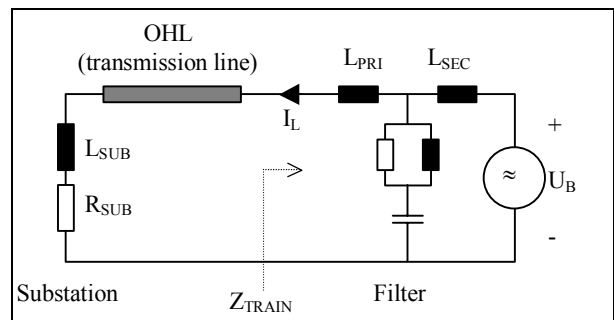 OHL
(transmission line)
L_PRI
L_SEC
I_L
+
L_SUB
≈
U_B
R_SUB
-
Substation
Z_TRAIN
Filter